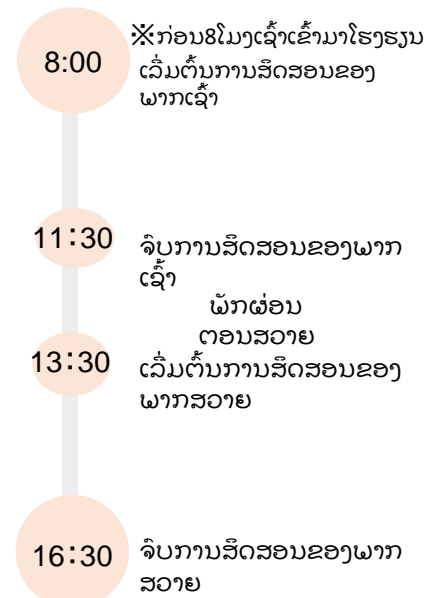 8:00
※ກ່ອນ8ໂມງເຊົ້າເຂົ້າມາໂຮງຮຽນ
ເລີ່ມຕົ້ນການສິດສອນຂອງ
ພາກເຊົ້າ
11:30
ຈົບການສິດສອນຂອງພາກ
ເຊົ້າ
ພັກຜ່ອນ
ຕອນສວາຍ
13:30
ເລີ່ມຕົ້ນການສິດສອນຂອງ
ພາກສວາຍ
16:30
ຈົບການສິດສອນຂອງພາກ
ສວາຍ